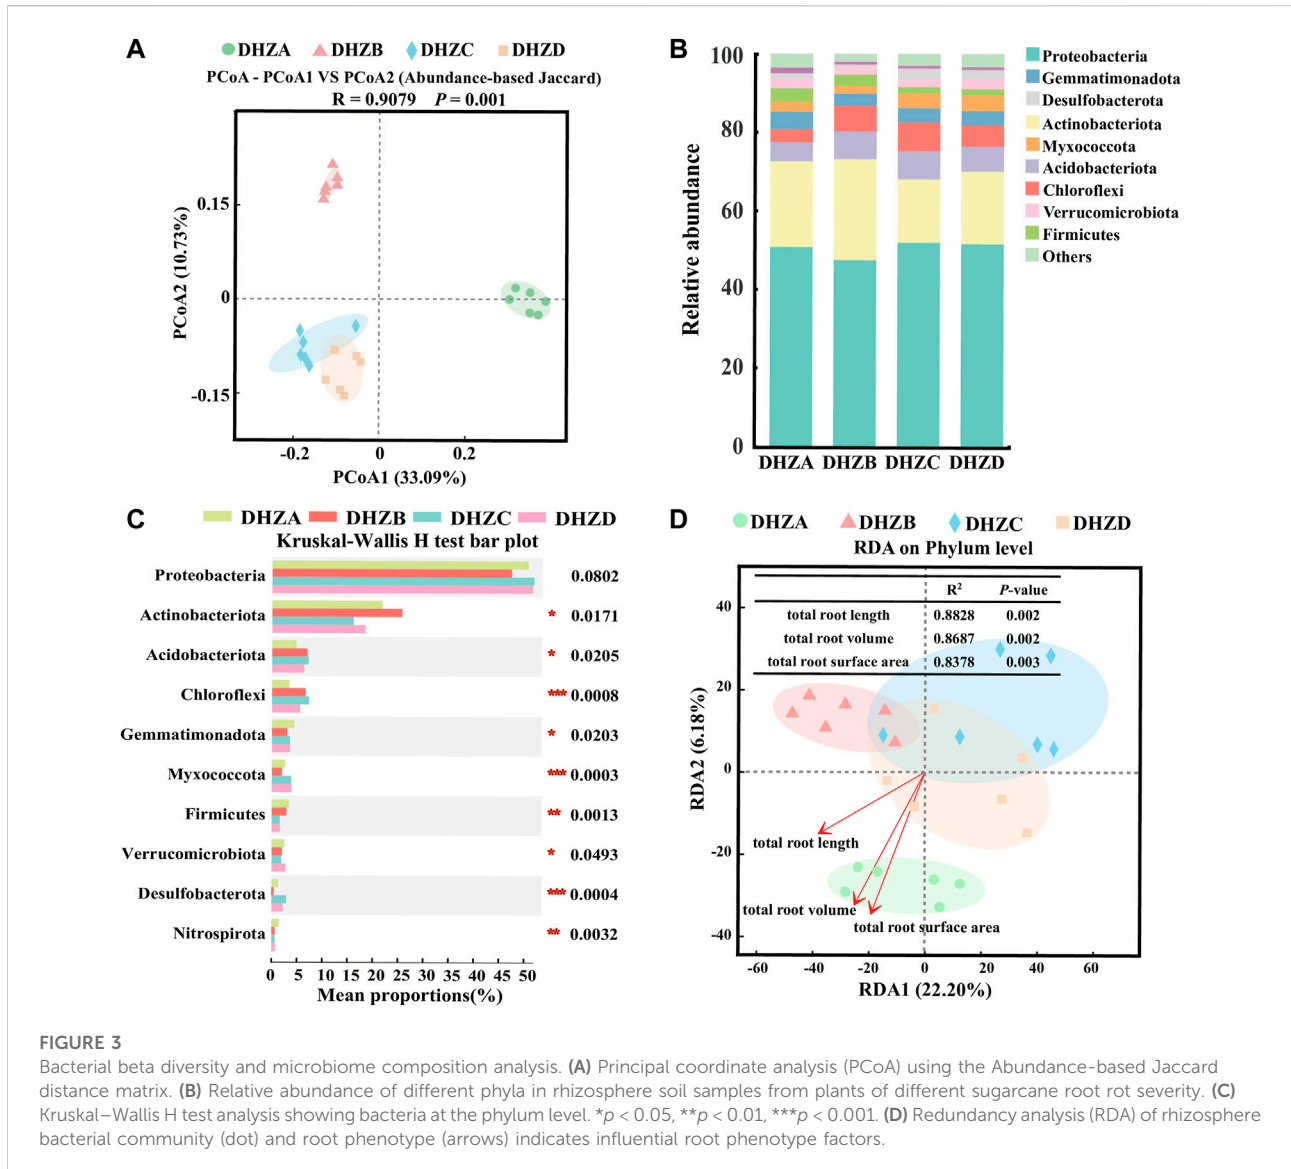 A
DHZA DHZB DHZC DHZD
PCoA - PCoA1 VS PCoA2 (Abundance-based Jaccard)
R = 0.9079 P = 0.001
PCoA2 (10.73%)
0.15
0
-0.15
-0.2 0 0.2
PCoA1 (33.09%)
B
Relative abundance
100
80
60
40
20
0
DHZA DHZB DHZC DHZD
Proteobacteria
Gemmatimonadota
Desulfobacterota
Actinobacteriota
Myxococcota
Acidobacteriota
Chloroflexi
Verrucomicrobiota
Firmicutes
Others
C
DHZA DHZB DHZC DHZD
Kruskal-Wallis H test bar plot
Proteobacteria 0.0802
Actinobacteriota * 0.0171
Acidobacteriota * 0.0205
Chloroflexi *** 0.0008
Gemmatimonadota * 0.0203
Myxococcota *** 0.0003
Firmicutes ** 0.0013
Verrucomicrobiota * 0.0493
Desulfobacterota *** 0.0004
Nitrospirota ** 0.0032
0 5 10 15 20 25 30 35 40 45 50
Mean proportions(%)
D
DHZA DHZB DHZC DHZD
RDA on Phylum level
R² P-value
total root length 0.8828 0.002
total root volume 0.8687 0.002
total root surface area 0.8378 0.003
RDA2 (6.18%)
40
20
0
-20
-40
total root length
total root volume
total root surface area
-60 -40 -20 0 20 40 60
RDA1 (22.20%)
FIGURE 3
Bacterial beta diversity and microbiome composition analysis. (A) Principal coordinate analysis (PCoA) using the Abundance-based Jaccard
distance matrix. (B) Relative abundance of different phyla in rhizosphere soil samples from plants of different sugarcane root rot severity. (C)
Kruskal–Wallis H test analysis showing bacteria at the phylum level. *p < 0.05, **p < 0.01, ***p < 0.001. (D) Redundancy analysis (RDA) of rhizosphere
bacterial community (dot) and root phenotype (arrows) indicates influential root phenotype factors.